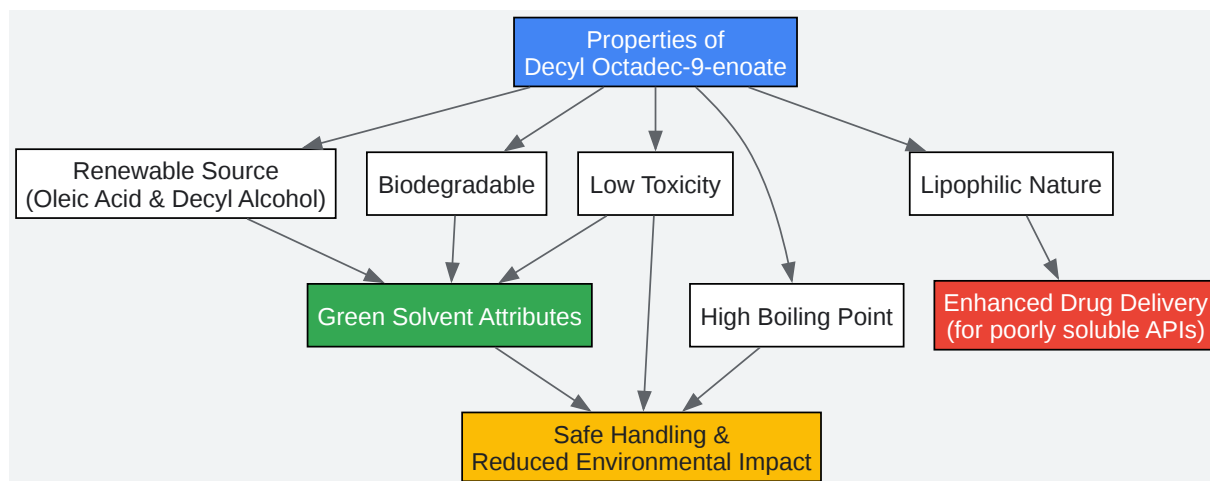 Properties of
Decyl Octadec-9-enoate
Renewable Source
(Oleic Acid & Decyl Alcohol)
Biodegradable
Low Toxicity
Lipophilic Nature
Green Solvent Attributes
High Boiling Point
Enhanced Drug Delivery
(for poorly soluble APIs)
Safe Handling &
Reduced Environmental Impact